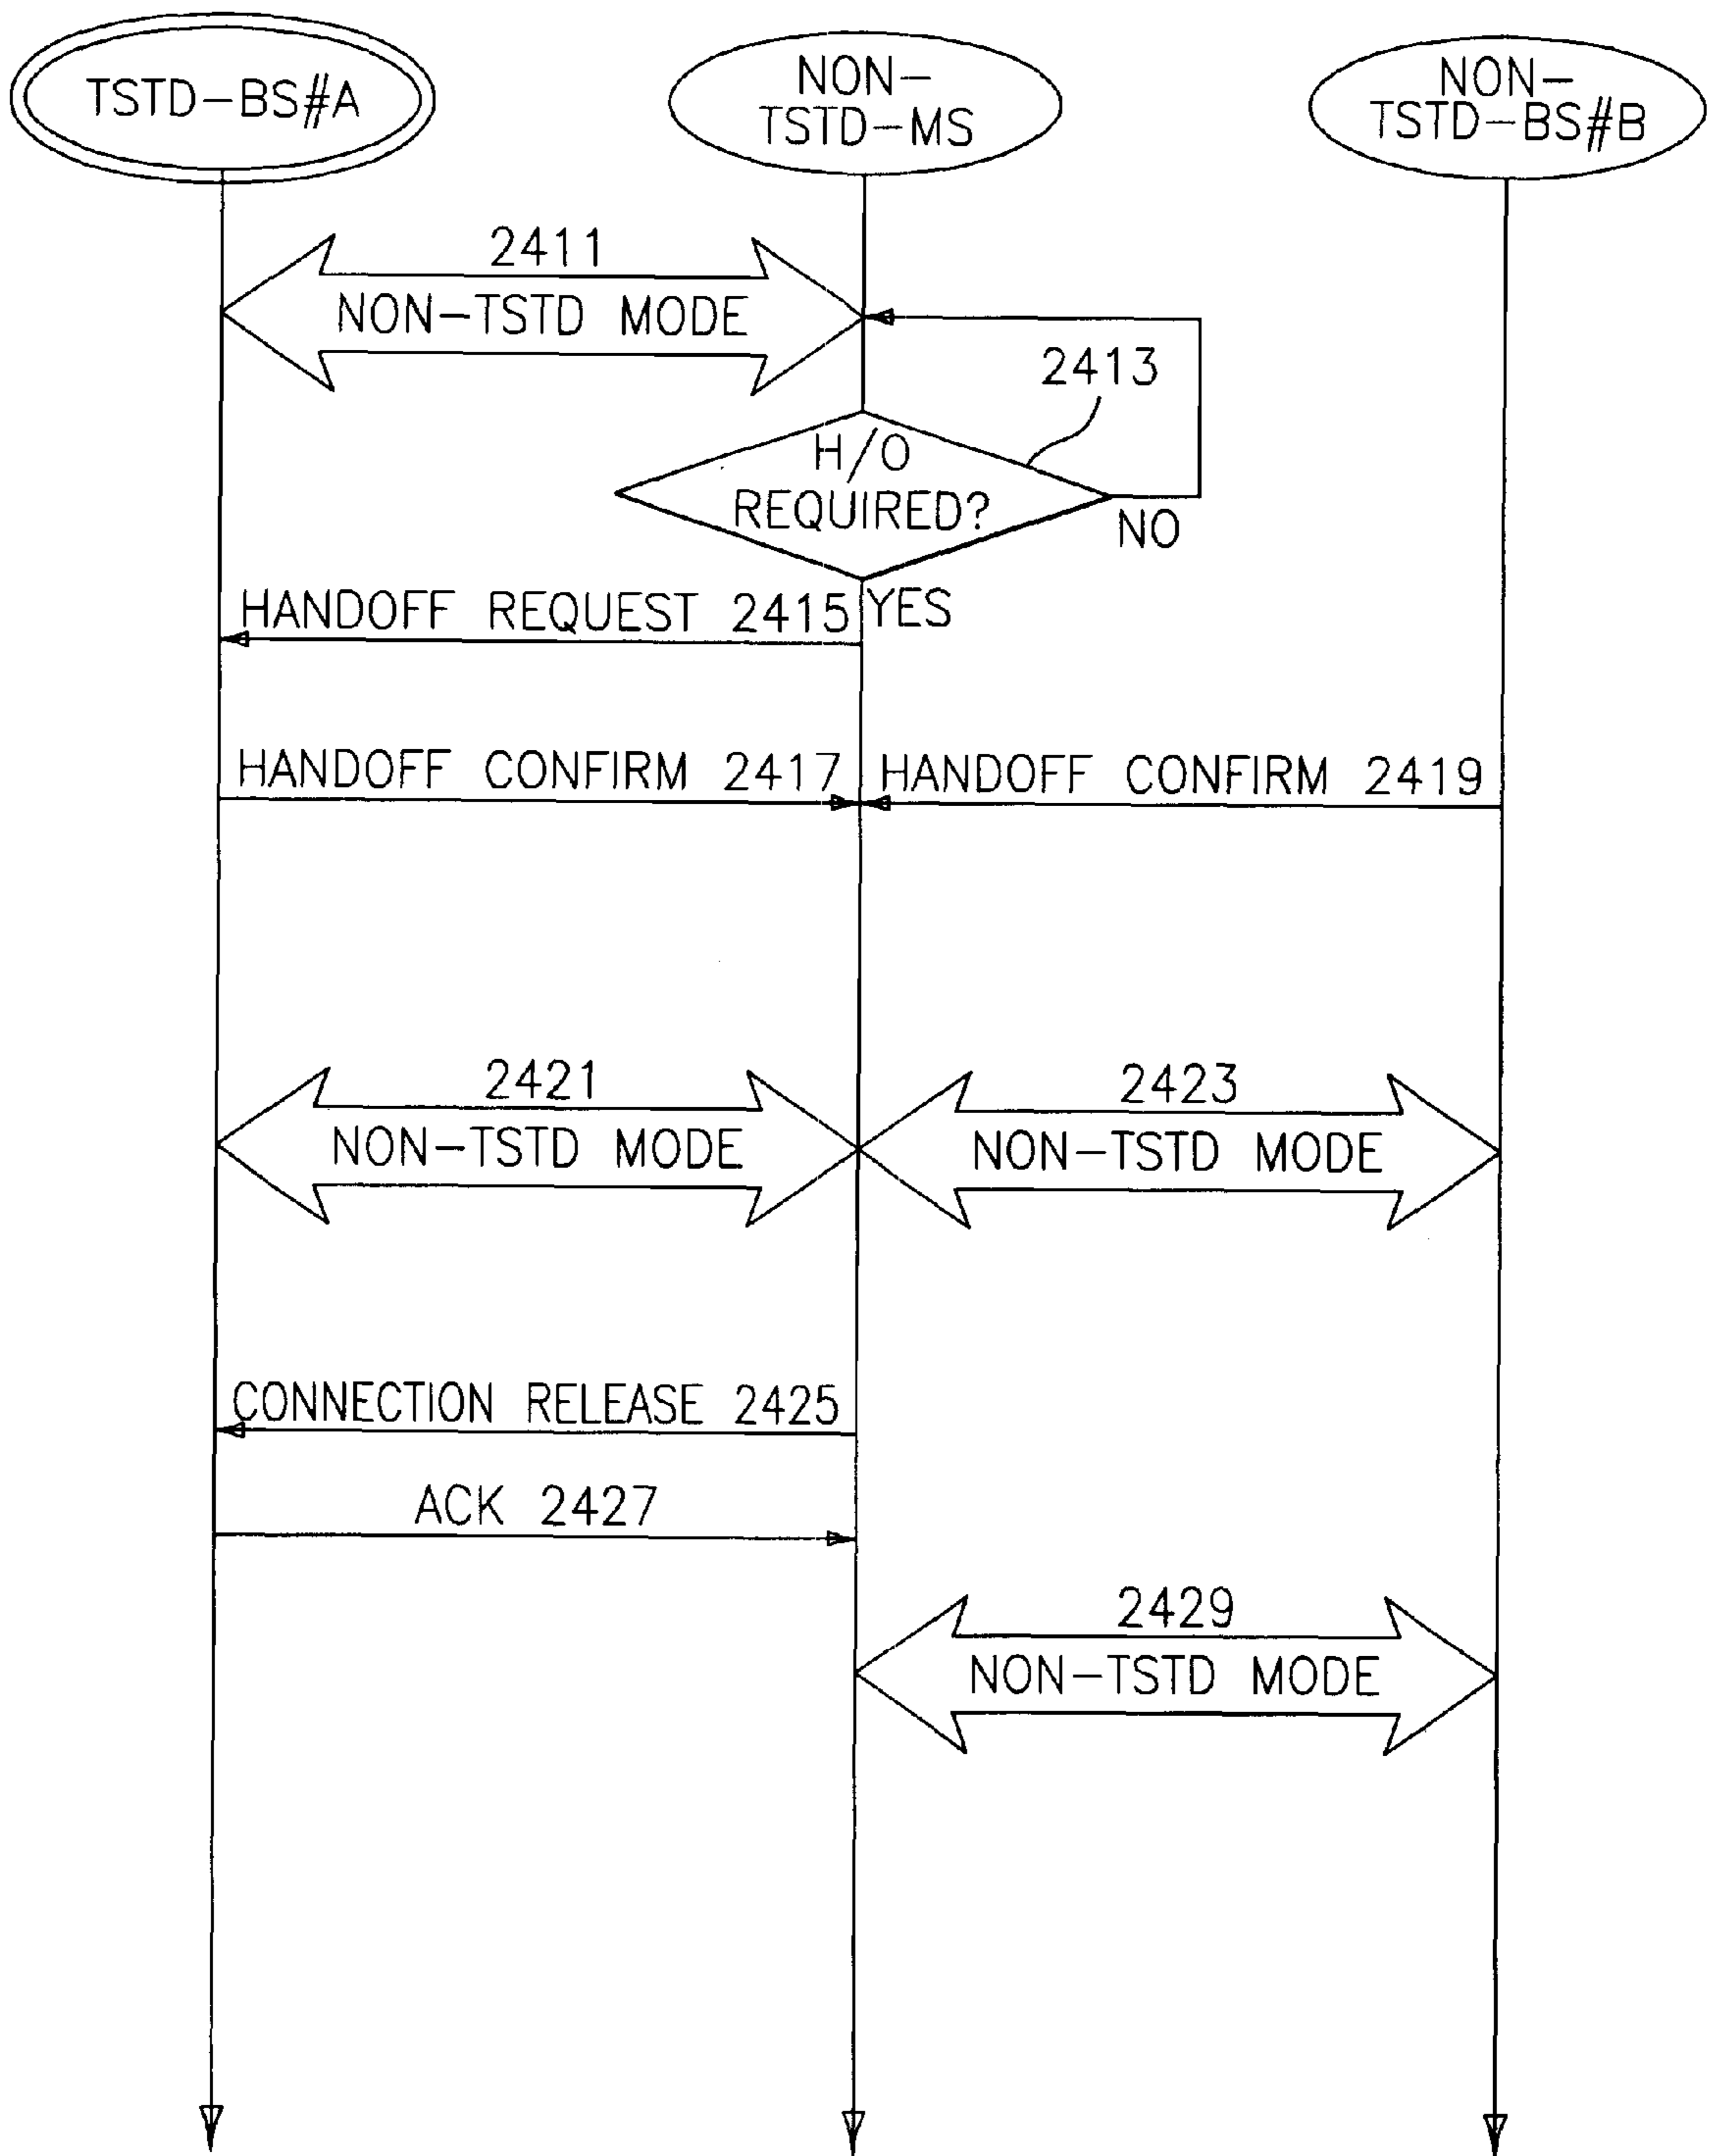 TSTD-BS#A
NON-
TSTD-MS
NON-
TSTD-BS#B
2411
NON-TSTD MODE
2413
H/O
REQUIRED?
NO
HANDOFF REQUEST 2415
YES
HANDOFF CONFIRM 2417
HANDOFF CONFIRM 2419
2421
NON-TSTD MODE
2423
NON-TSTD MODE
CONNECTION RELEASE 2425
ACK 2427
2429
NON-TSTD MODE